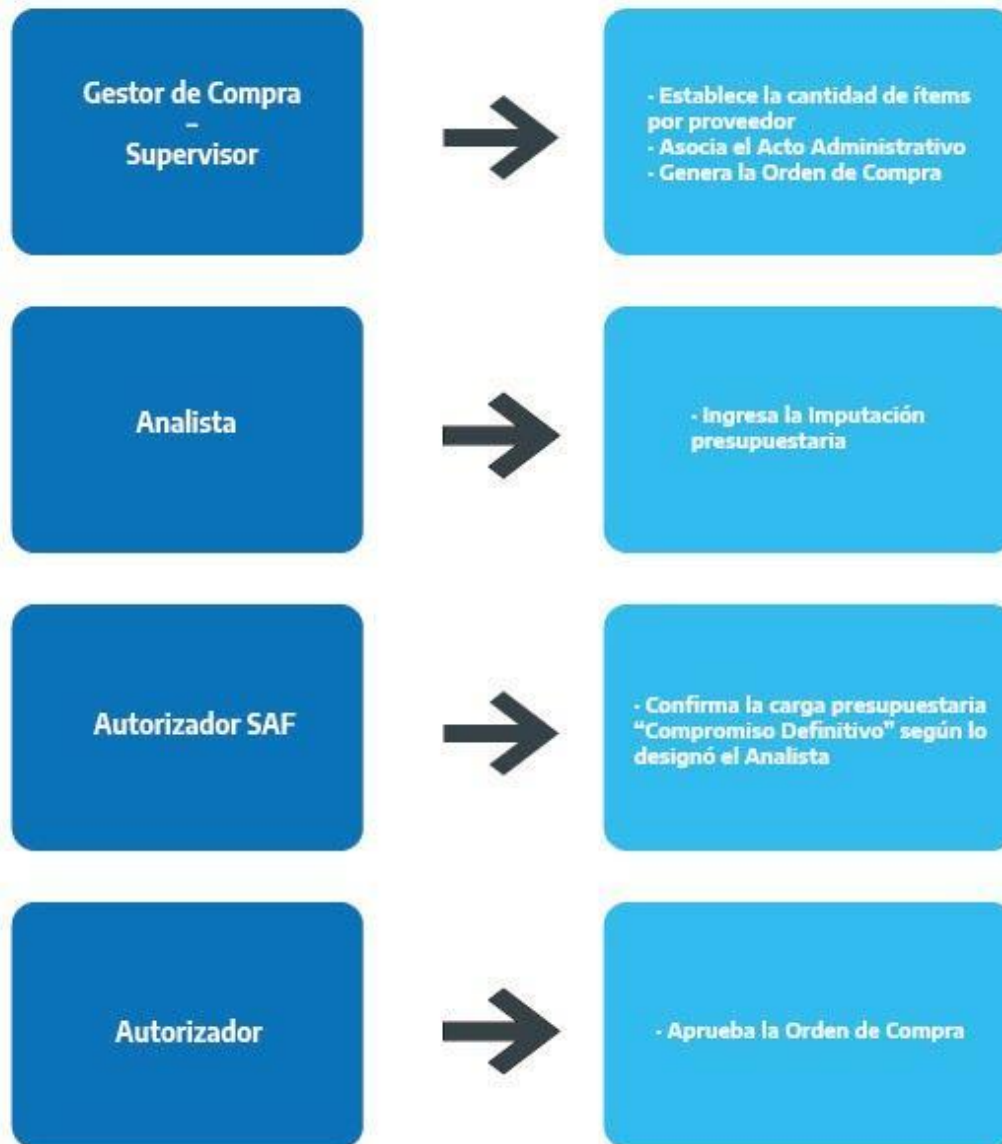 Gestor de Compra
–
Supervisor
· Establece la cantidad de ítems
por proveedor
· Asocia el Acto Administrativo
· Genera la Orden de Compra
Analista
· Ingresa la Imputación
presupuestaria
Autorizador SAF
· Confirma la carga presupuestaria
“Compromiso Definitivo” según lo
designó el Analista
Autorizador
· Aprueba la Orden de Compra